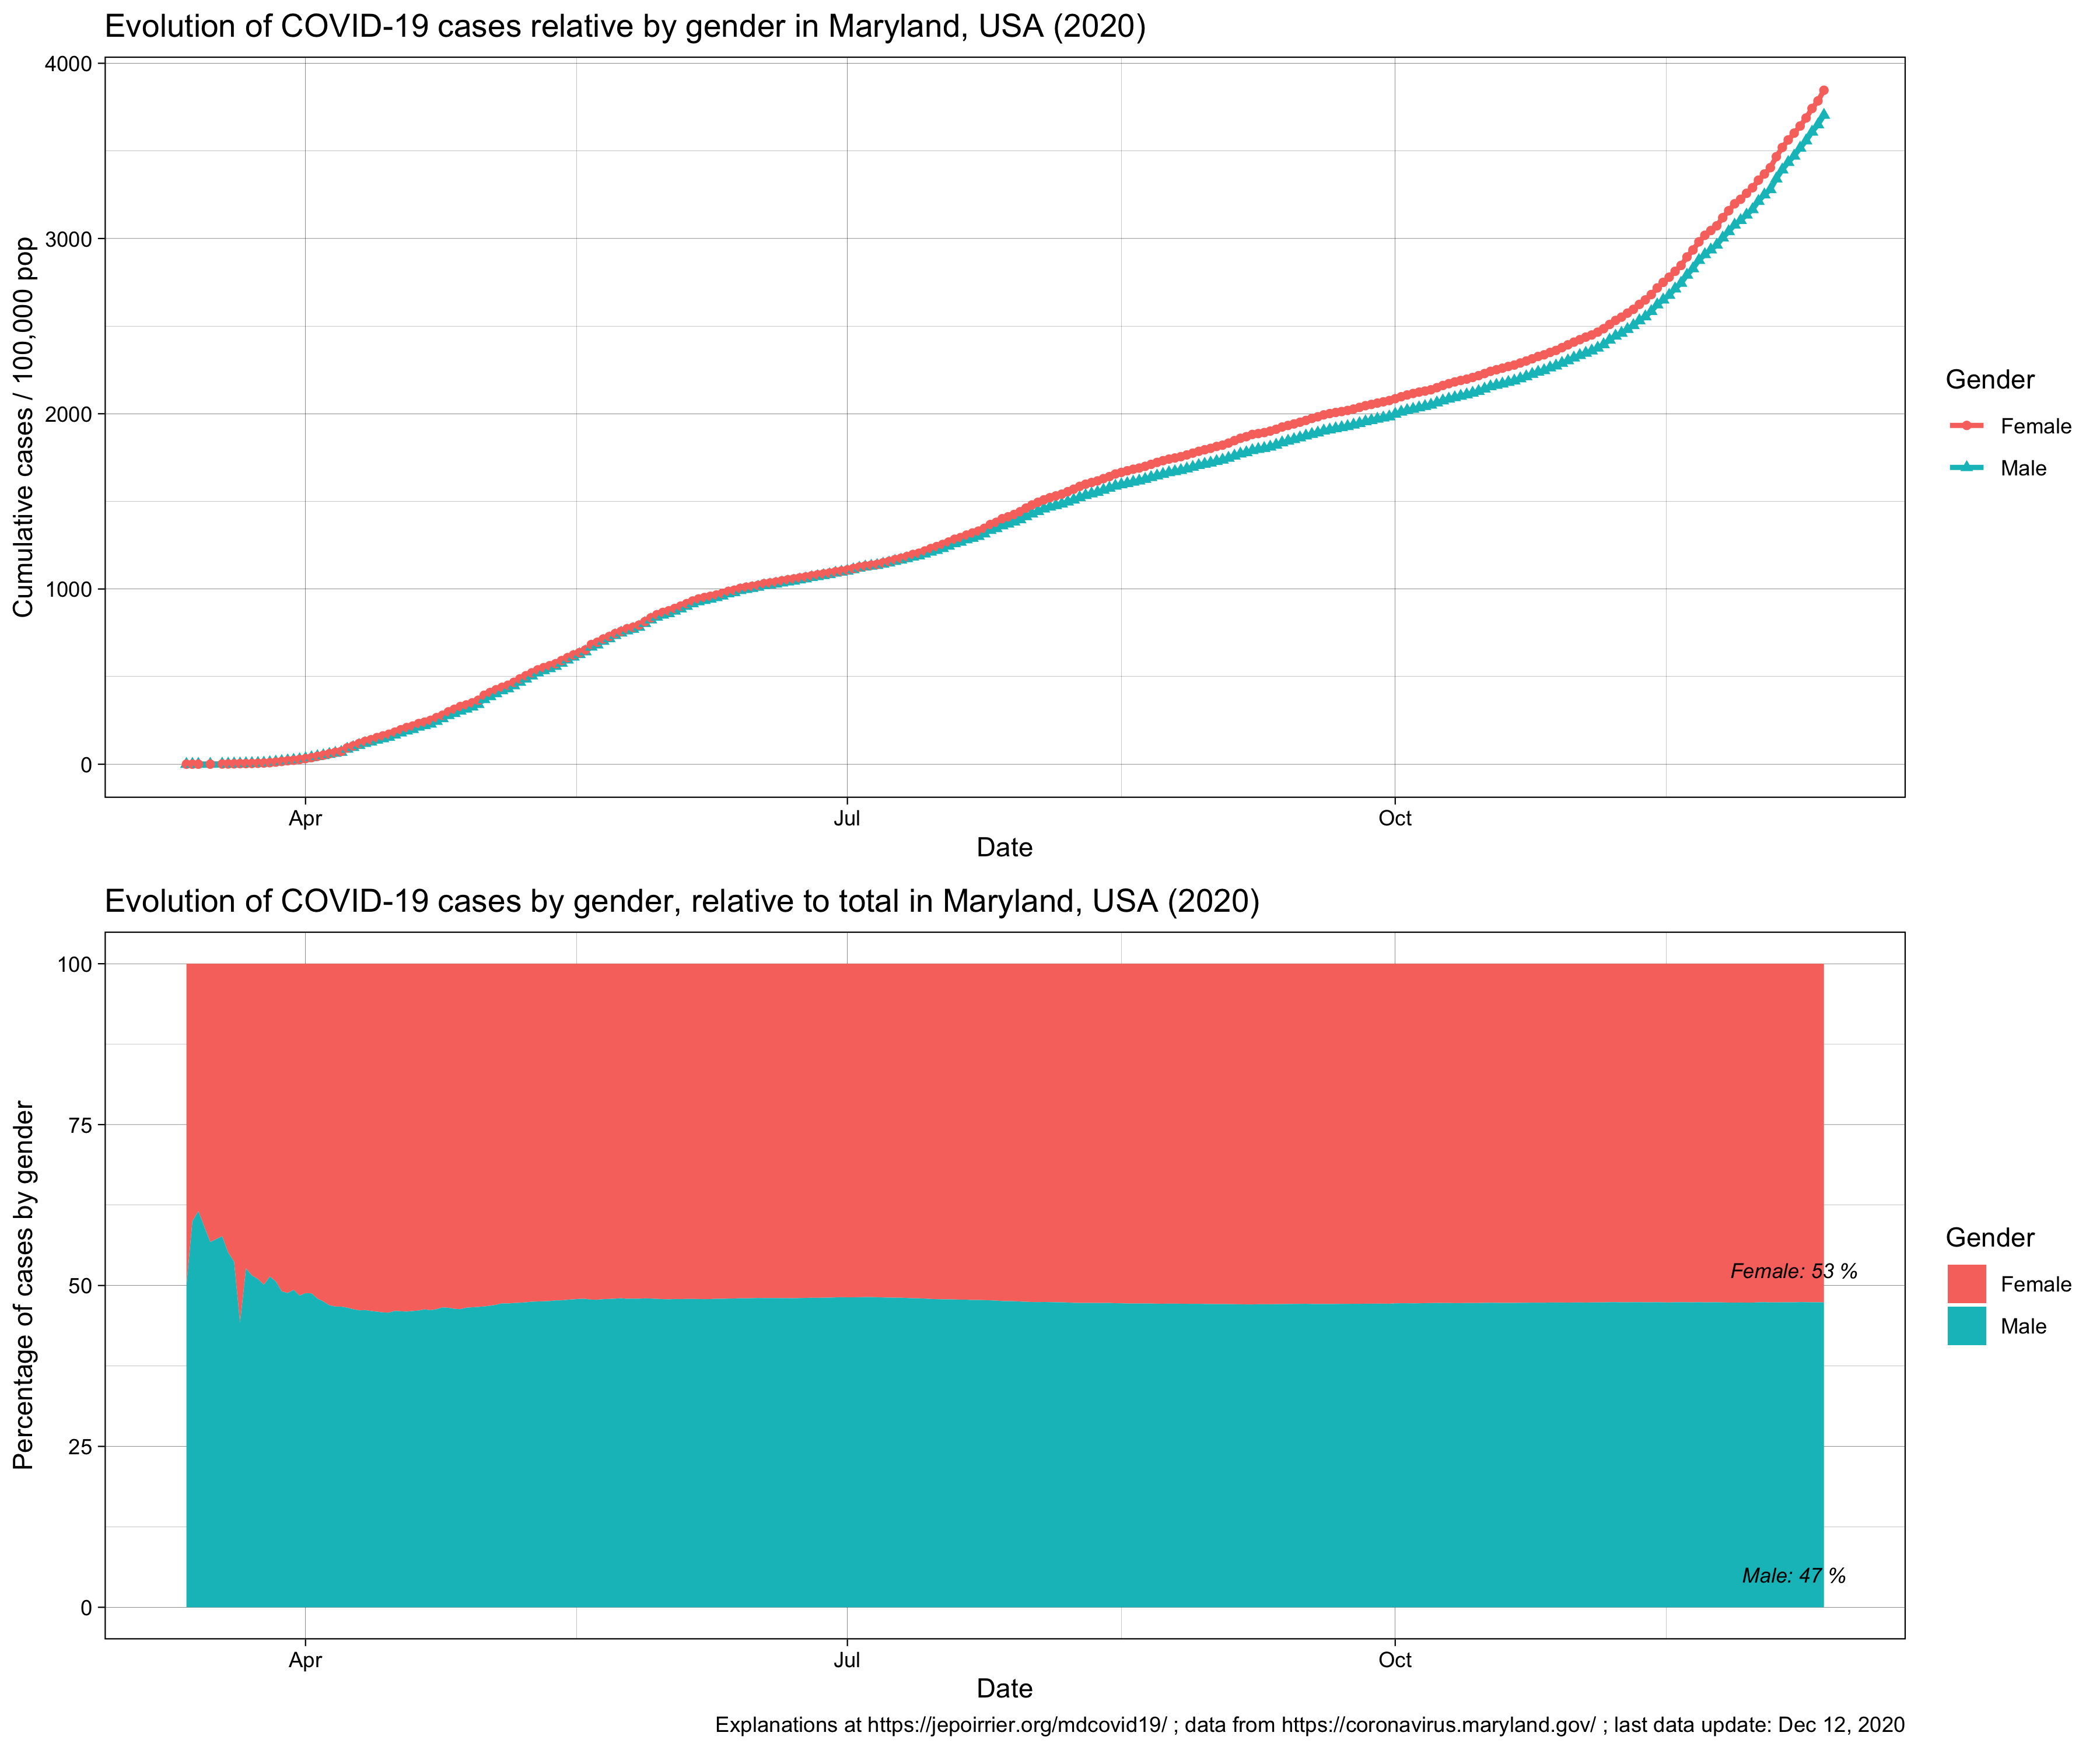 Evolution of COVID-19 cases relative by gender in Maryland, USA (2020)
Cumulative cases / 100,000 pop
4000
3000
2000
1000
0
Apr
Jul
Oct
Date
Gender
Female
Male
Evolution of COVID-19 cases by gender, relative to total in Maryland, USA (2020)
Percentage of cases by gender
100
75
50
25
0
Female: 53 %
Male: 47 %
Apr
Jul
Oct
Date
Gender
Female
Male
Explanations at https://jepoirrier.org/mdcovid19/ ; data from https://coronavirus.maryland.gov/ ; last data update: Dec 12, 2020